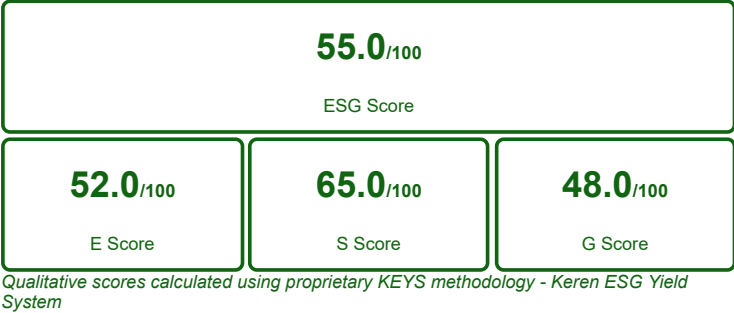 55.0/100
ESG Score
52.0/100
E Score
65.0/100
S Score
48.0/100
G Score
Qualitative scores calculated using proprietary KEYS methodology - Keren ESG Yield
System